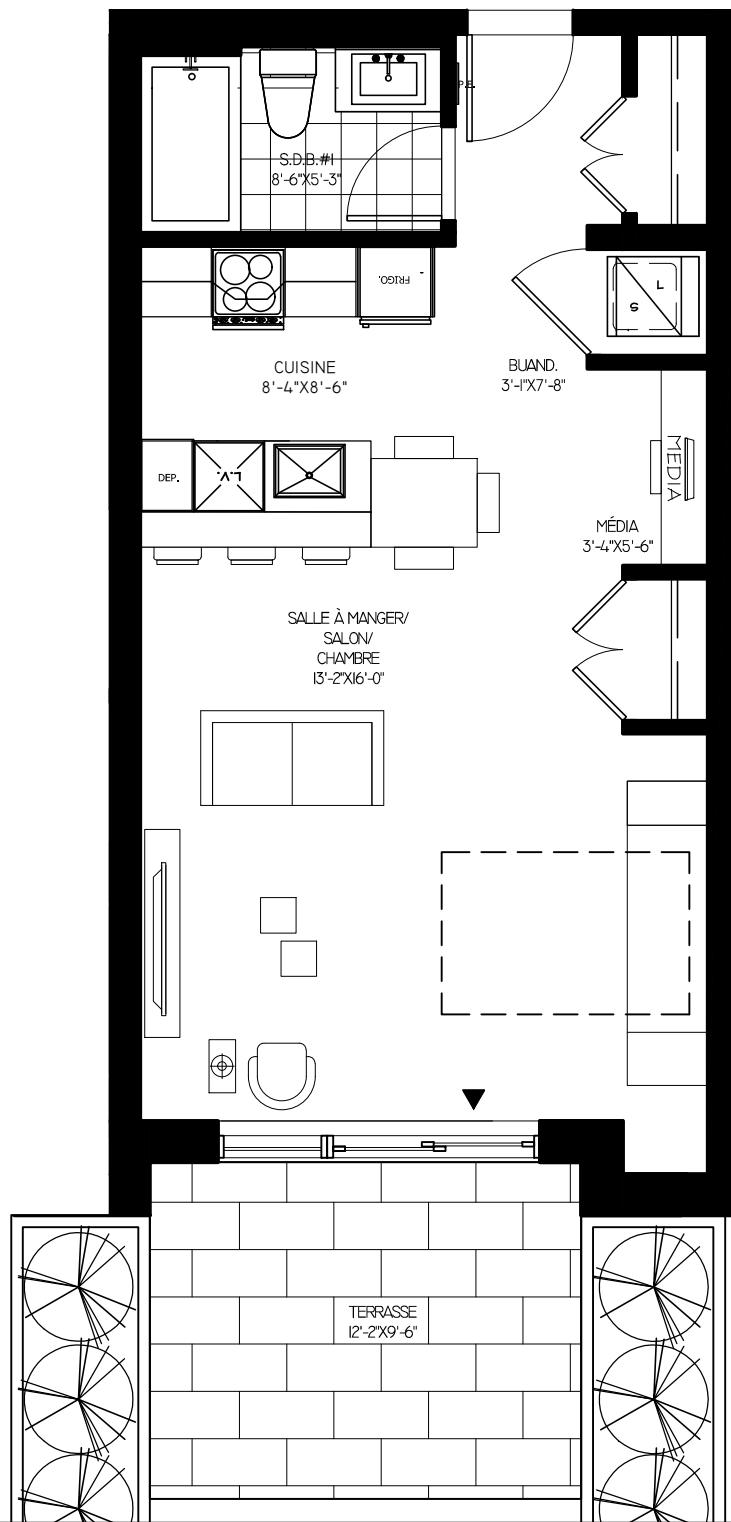 P.E.
S.D.B.#1
8'-6"X5'-3"
FRIGO.
L
S
CUISINE
8'-4"X8'-6"
BUAND.
3'-1"X7'-8"
DEP.
L.V.
MEDIA
MÉDIA
3'-4"X5'-6"
SALLE À MANGER/
SALON/
CHAMBRE
13'-2"X16'-0"
TERRASSE
12'-2"X9'-6"